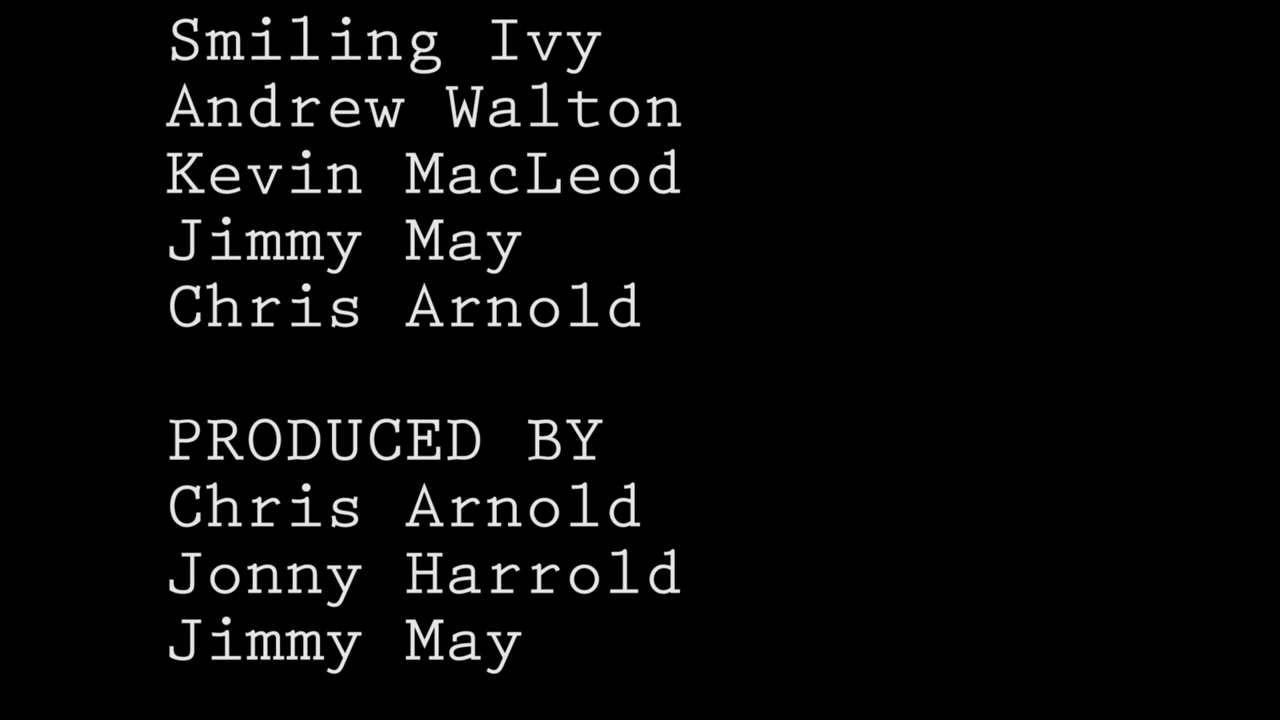 Smiling Ivy
Andrew Walton
Kevin MacLeod
Jimmy May
Chris Arnold
PRODUCED BY
Chris Arnold
Jonny Harrold
Jimmy May